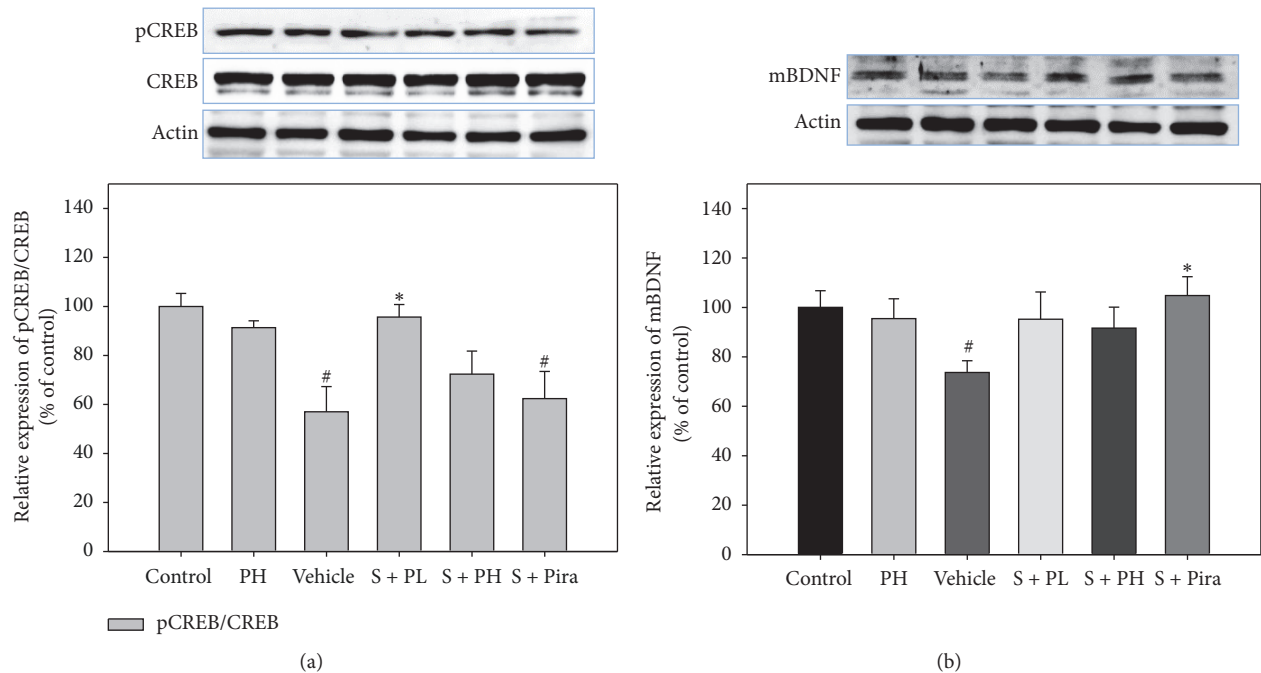 pCREB
CREB
Actin
Relative expression of pCREB/CREB
(% of control)
140
120
100
80
60
40
20
0
*
#
#
Control PH Vehicle S + PL S + PH S + Pira
pCREB/CREB
(a)
mBDNF
Actin
Relative expression of mBDNF
(% of control)
140
120
100
80
60
40
20
0
*
#
Control PH Vehicle S + PL S + PH S + Pira
(b)